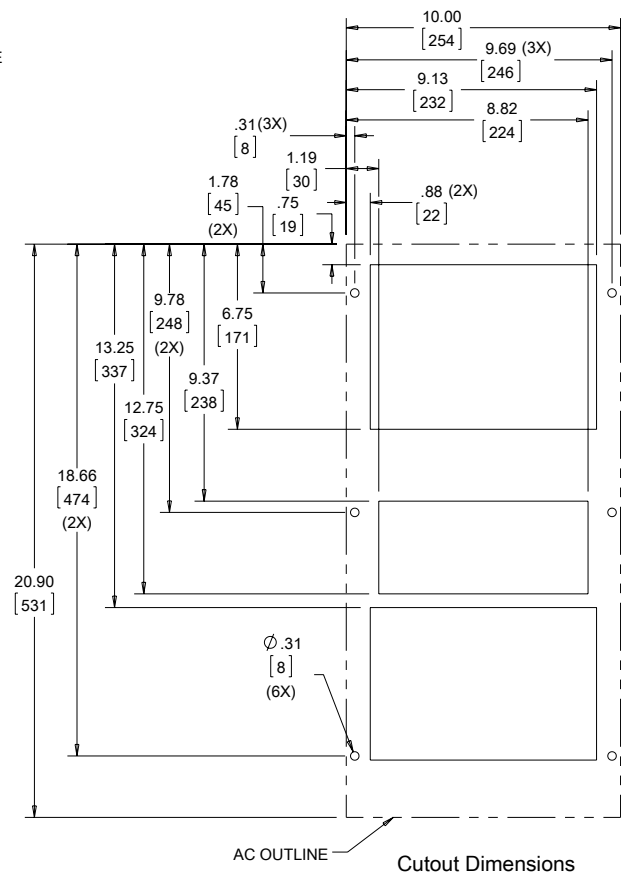 E
10.00
[254]
9.69 (3X)
[246]
9.13
[232]
8.82
[224]
.31(3X)
[8]
1.19
[30]
.88 (2X)
[22]
1.78
[45]
(2X)
.75
[19]
9.78
[248]
(2X)
6.75
[171]
13.25
[337]
9.37
[238]
12.75
[324]
18.66
[474]
(2X)
20.90
[531]
Ø .31
[8]
(6X)
AC OUTLINE
Cutout Dimensions